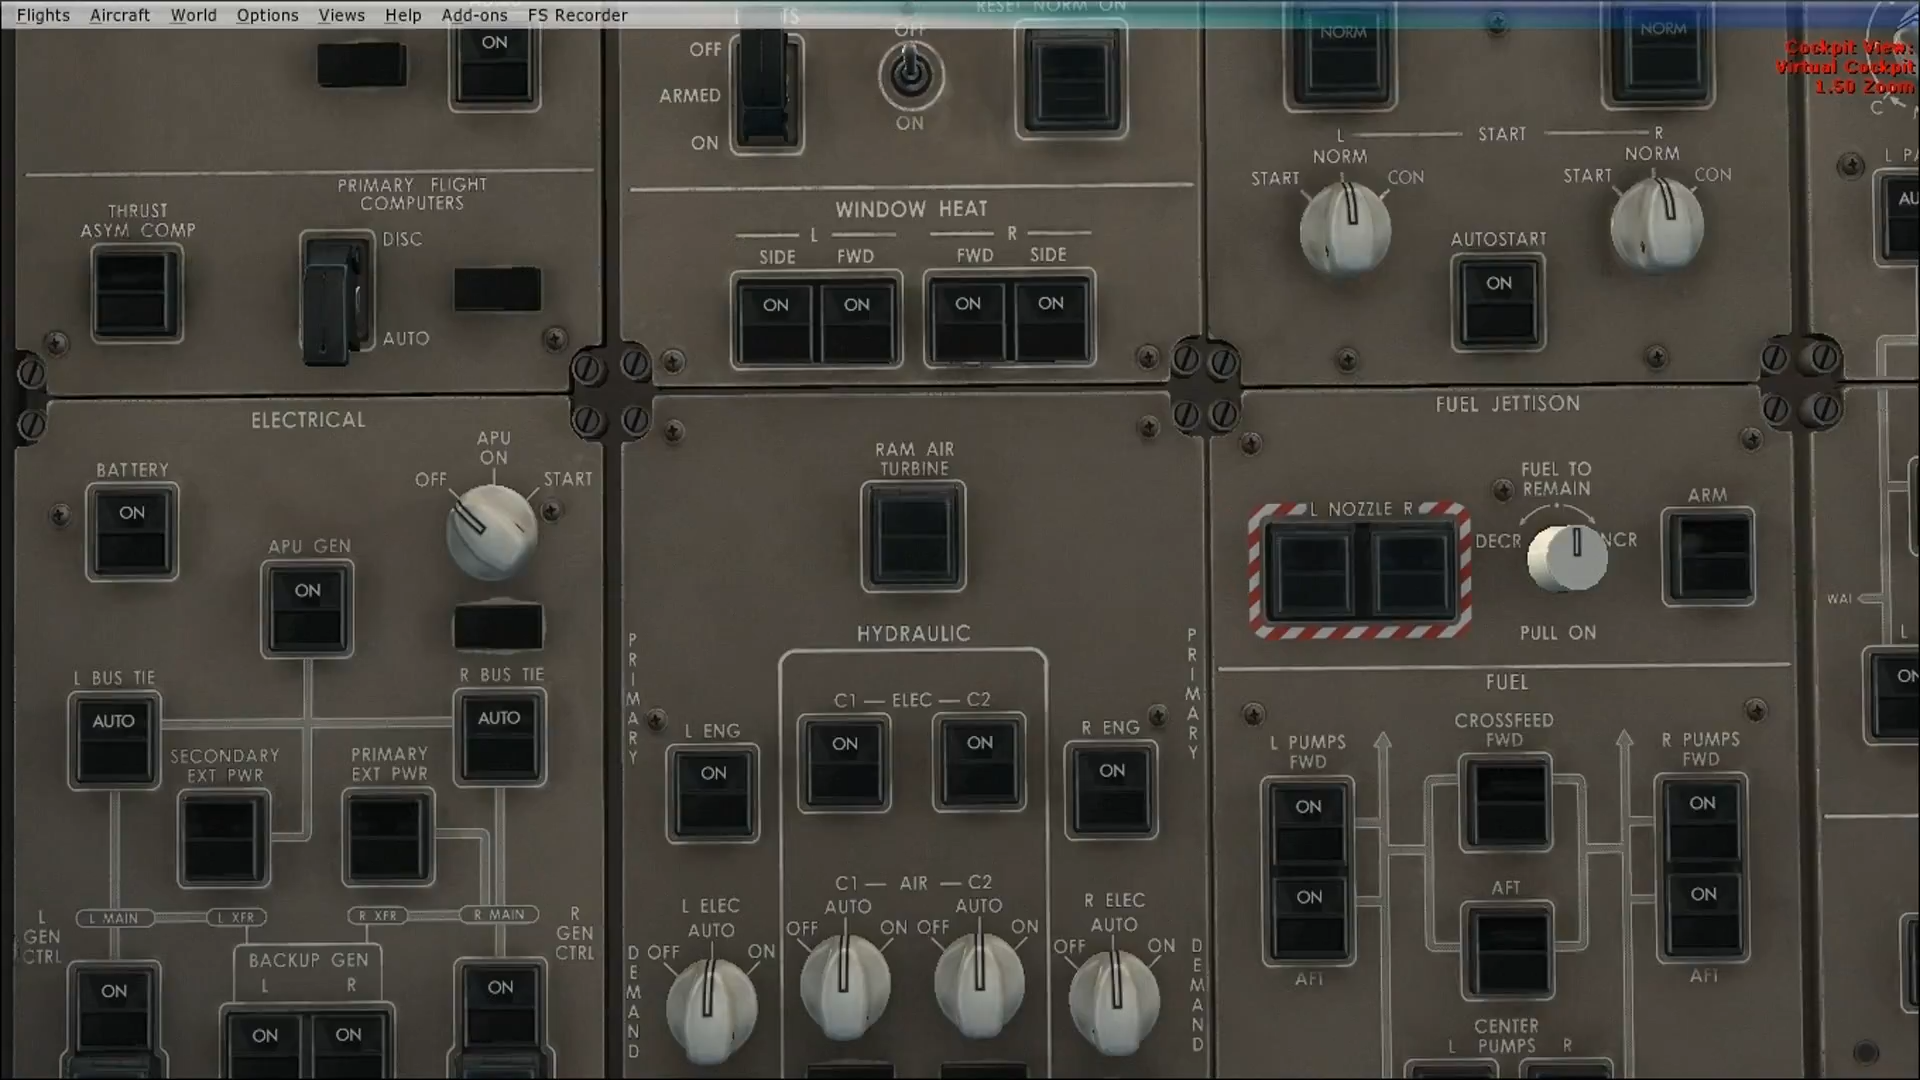 Flights Aircraft World Options Views Help Add-ons FS Recorder
Cockpit View:
Virtual Cockpit
1.50 Zoom
ON
OFF
ARMED
ON
OFF
ON
RESET NORM ON
NORM
NORM
L START R
NORM
START
CON
NORM
START
CON
AUTOSTART
ON
PRIMARY FLIGHT
COMPUTERS
DISC
AUTO
THRUST
ASYM COMP
WINDOW HEAT
L
R
SIDE FWD
FWD SIDE
ON ON
ON ON
ELECTRICAL
BATTERY
ON
APU
ON
OFF
START
APU GEN
ON
L BUS TIE
AUTO
R BUS TIE
AUTO
SECONDARY
EXT PWR
PRIMARY
EXT PWR
L MAIN
L XFR
R XFR
R MAIN
L
GEN
CTRL
R
GEN
CTRL
BACKUP GEN
L R
ON
ON ON
ON
RAM AIR
TURBINE
HYDRAULIC
PRIMARY
PRIMARY
C1 ELEC C2
L ENG
ON
ON
ON
R ENG
ON
C1 AIR C2
L ELEC
AUTO
OFF
ON
AUTO
OFF
ON
AUTO
OFF
ON
R ELEC
AUTO
OFF
ON
DEMAND
DEMAND
FUEL JETTISON
L NOZZLE R
FUEL TO
REMAIN
DECR
PULL ON
ARM
FUEL
CROSSFEED
FWD
L PUMPS
FWD
ON
ON
AFT
AFT
R PUMPS
FWD
ON
ON
AFT
CENTER
L PUMPS R
WAI
L